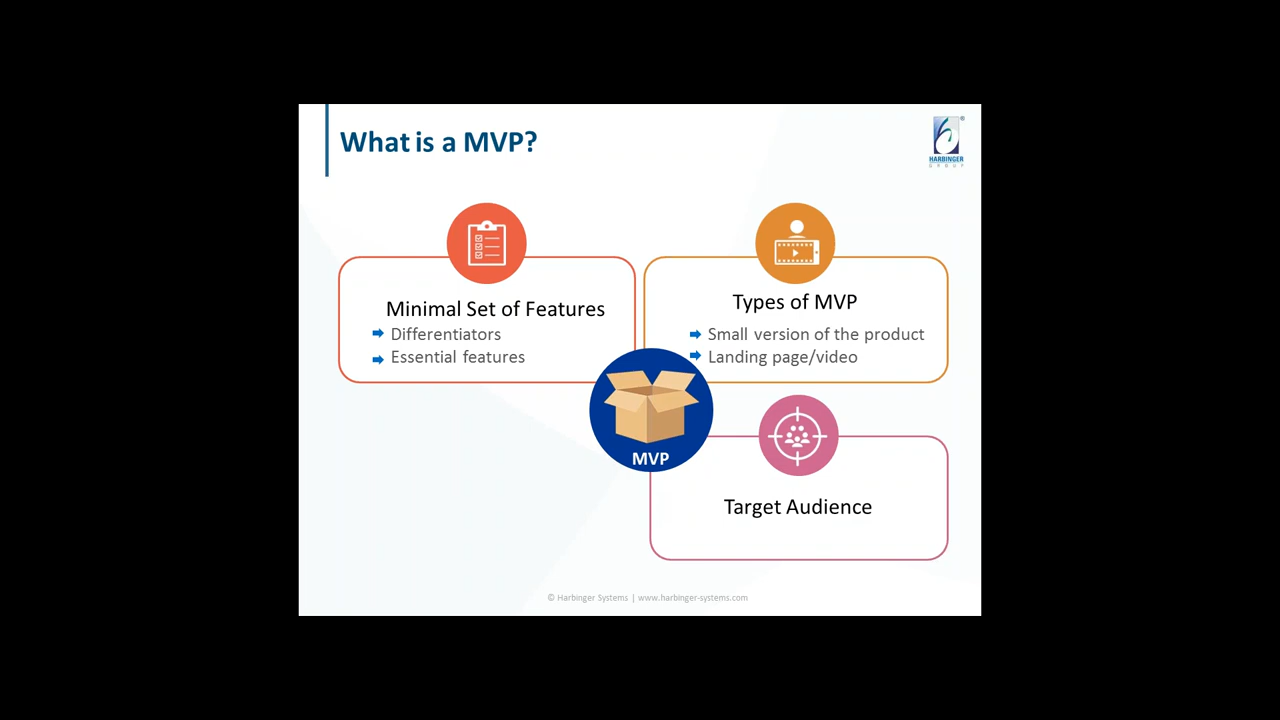 What is a MVP?
HARBINGER
GROUP
Minimal Set of Features
Differentiators
Essential features
Types of MVP
Small version of the product
Landing page/video
MVP
Target Audience
© Harbinger Systems | www.harbinger-systems.com